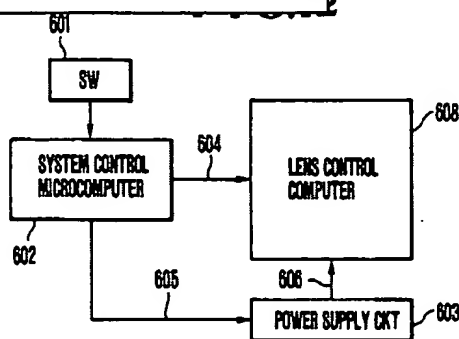 601
SW
608
604
SYSTEM CONTROL
MICROCOMPUTER
LENS CONTROL
COMPUTER
602
605
606
603
POWER SUPPLY CKT